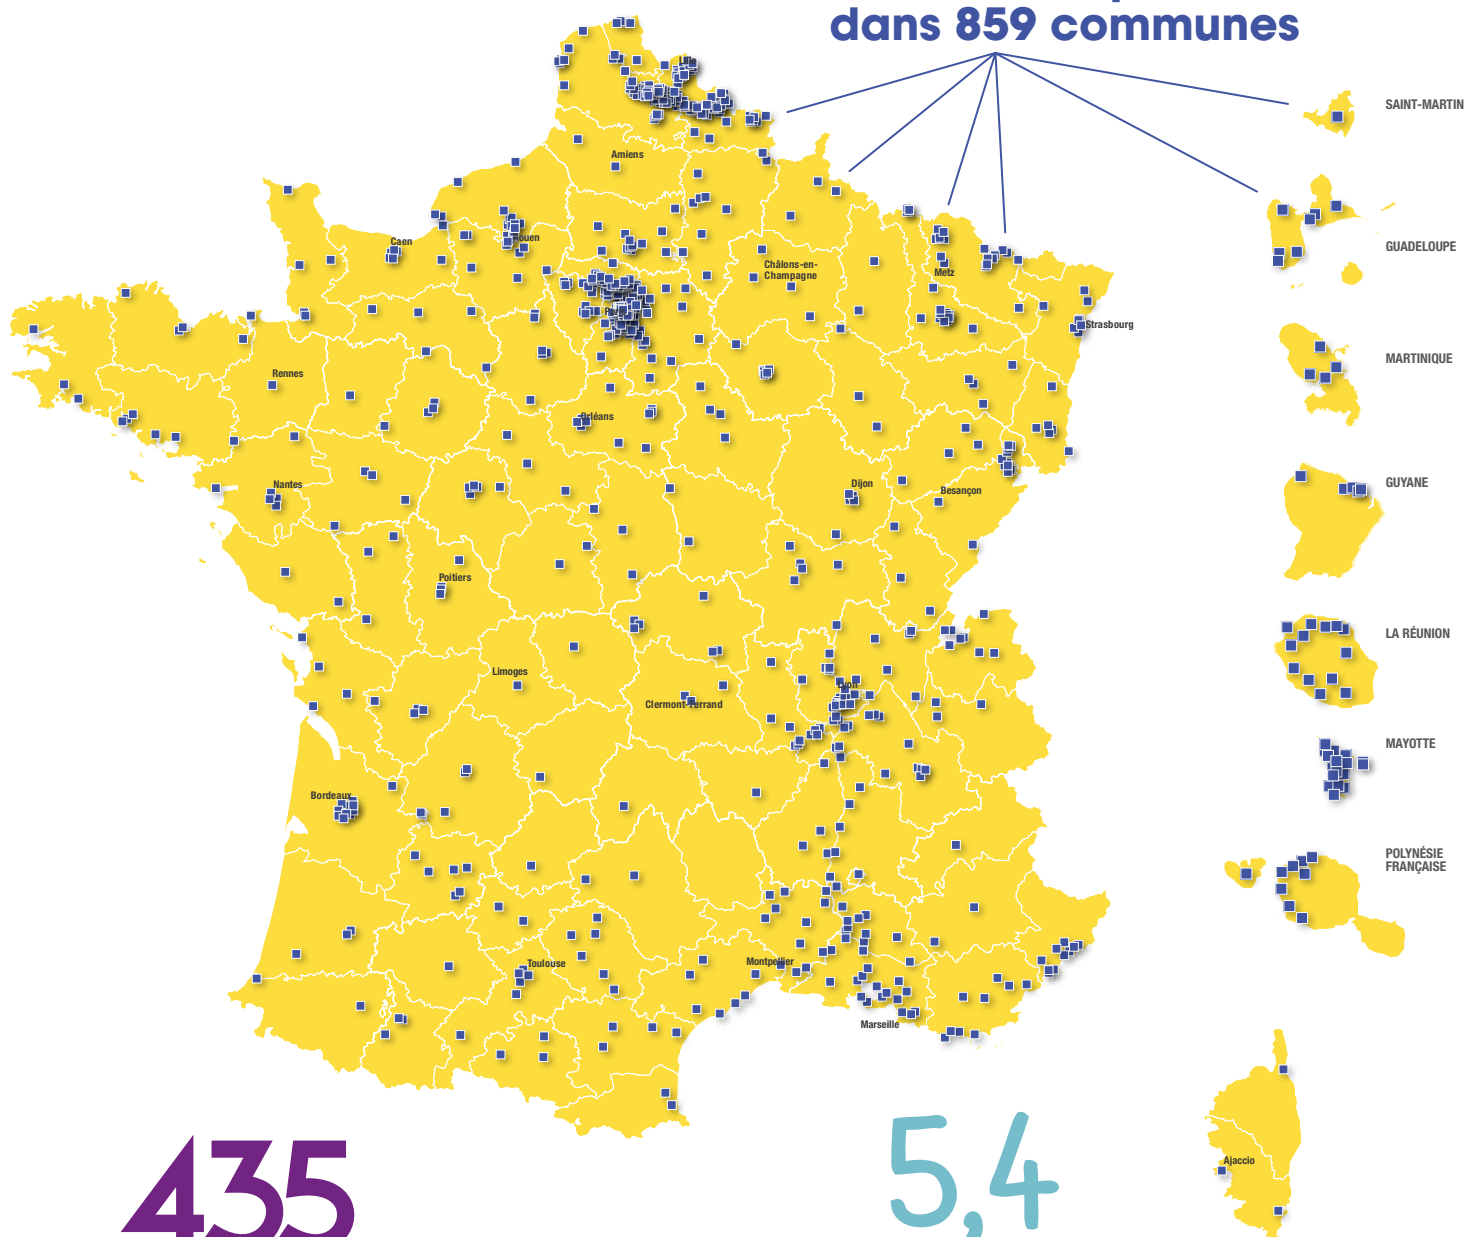 dans 859 communes
Lille
SAINT-MARTIN
Amiens
Rouen
Caen
GUADELOUPE
Châlons-en-
Champagne
Metz
Strasbourg
MARTINIQUE
Rennes
Orléans
Nantes
Dijon
Besançon
GUYANE
Poitiers
LA RÉUNION
Limoges
Lyon
Clermont-Ferrand
MAYOTTE
Bordeaux
POLYNÉSIE
FRANÇAISE
Toulouse
Montpellier
Marseille
Ajaccio
435
5,4